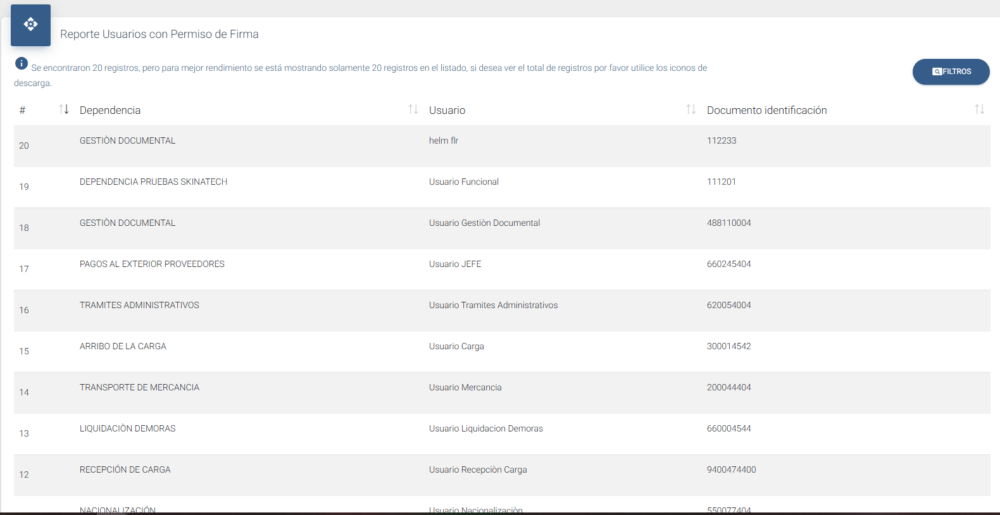 Reporte Usuarios con Permiso de Firma
Se encontraron 20 registros, pero para mejor rendimiento se está mostrando solamente 20 registros en el listado, si desea ver el total de registros por favor utilice los iconos de
descarga.
FILTROS
# Dependencia Usuario Documento identificación
20 GESTIÒN DOCUMENTAL helm flr 112233
19 DEPENDENCIA PRUEBAS SKINATECH Usuario Funcional 111201
18 GESTIÒN DOCUMENTAL Usuario Gestiòn Documental 488110004
17 PAGOS AL EXTERIOR PROVEEDORES Usuario JEFE 660245404
16 TRAMITES ADMINISTRATIVOS Usuario Tramites Administrativos 620054004
15 ARRIBO DE LA CARGA Usuario Carga 300014542
14 TRANSPORTE DE MERCANCIA Usuario Mercancia 200044404
13 LIQUIDACIÒN DEMORAS Usuario Liquidacion Demoras 660004544
12 RECEPCIÓN DE CARGA Usuario Recepciòn Carga 9400474400
NACIONALIZACIÓN Usuario Nacionalizaciòn 550077404